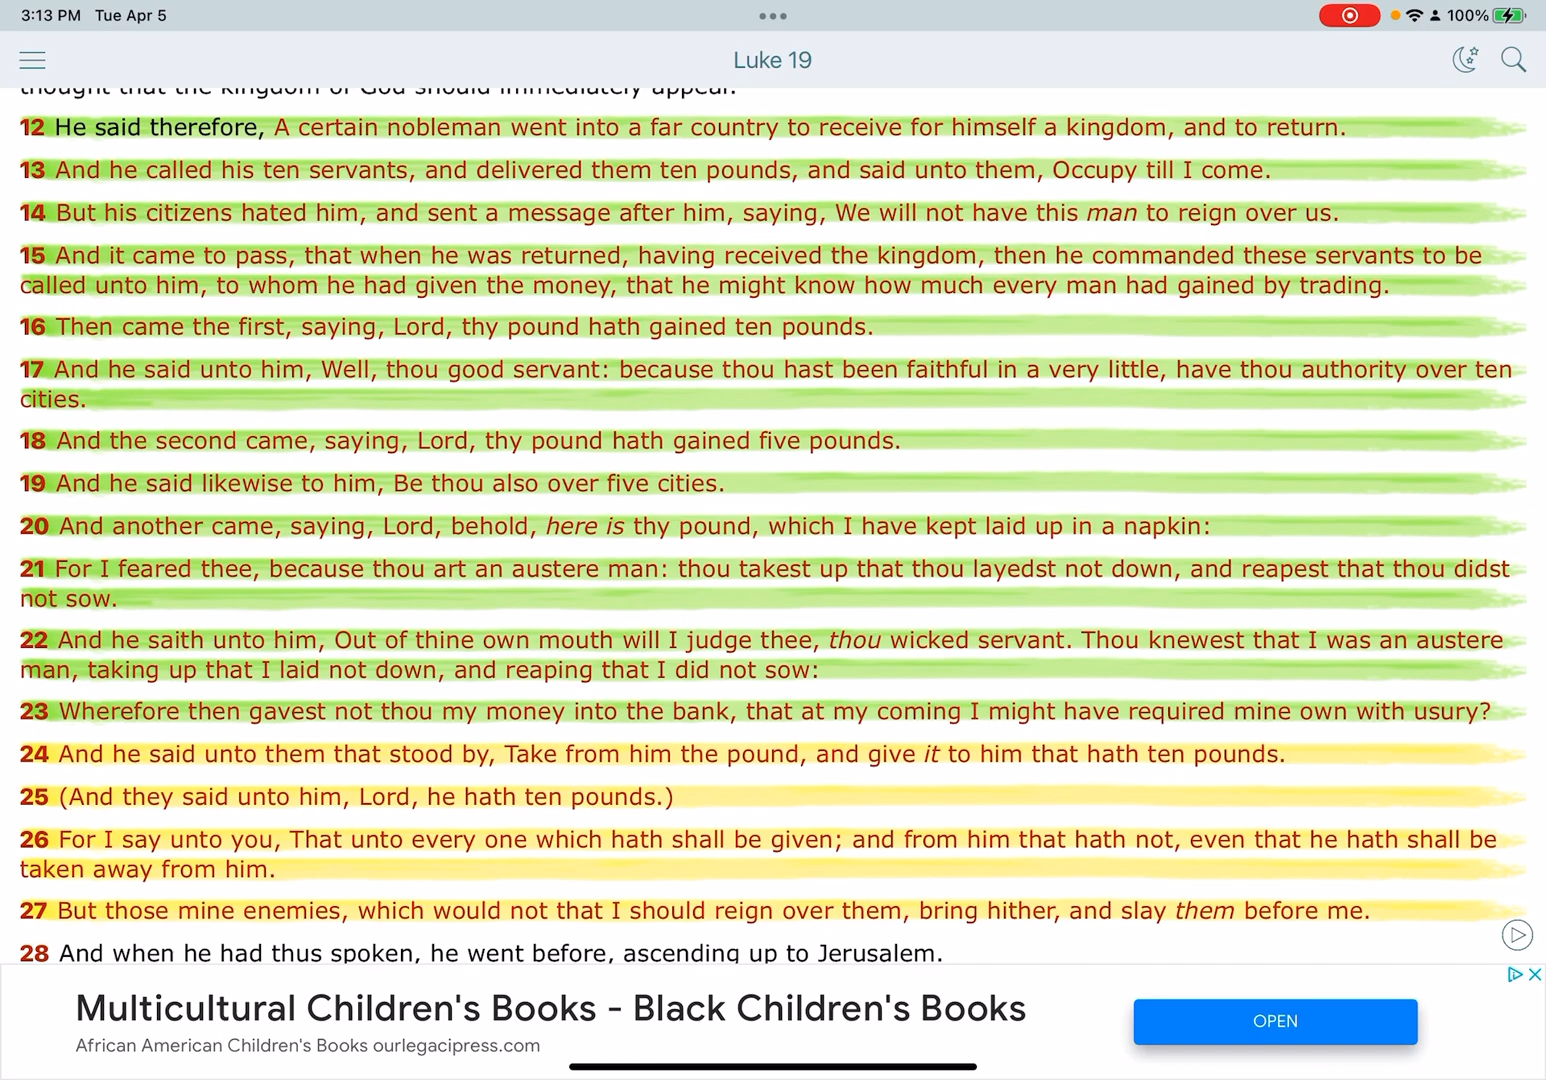 3:13 PM Tue Apr 5
100%
Luke 19
thought that the kingdom of God should immediately appear.
12 He said therefore, A certain nobleman went into a far country to receive for himself a kingdom, and to return.
13 And he called his ten servants, and delivered them ten pounds, and said unto them, Occupy till I come.
14 But his citizens hated him, and sent a message after him, saying, We will not have this man to reign over us.
15 And it came to pass, that when he was returned, having received the kingdom, then he commanded these servants to be
called unto him, to whom he had given the money, that he might know how much every man had gained by trading.
16 Then came the first, saying, Lord, thy pound hath gained ten pounds.
17 And he said unto him, Well, thou good servant: because thou hast been faithful in a very little, have thou authority over ten
cities.
18 And the second came, saying, Lord, thy pound hath gained five pounds.
19 And he said likewise to him, Be thou also over five cities.
20 And another came, saying, Lord, behold, here is thy pound, which I have kept laid up in a napkin:
21 For I feared thee, because thou art an austere man: thou takest up that thou layedst not down, and reapest that thou didst
not sow.
22 And he saith unto him, Out of thine own mouth will I judge thee, thou wicked servant. Thou knewest that I was an austere
man, taking up that I laid not down, and reaping that I did not sow:
23 Wherefore then gavest not thou my money into the bank, that at my coming I might have required mine own with usury?
24 And he said unto them that stood by, Take from him the pound, and give it to him that hath ten pounds.
25 (And they said unto him, Lord, he hath ten pounds.)
26 For I say unto you, That unto every one which hath shall be given; and from him that hath not, even that he hath shall be
taken away from him.
27 But those mine enemies, which would not that I should reign over them, bring hither, and slay them before me.
28 And when he had thus spoken, he went before, ascending up to Jerusalem.
Multicultural Children's Books - Black Children's Books
African American Children's Books ourlegacipress.com
OPEN